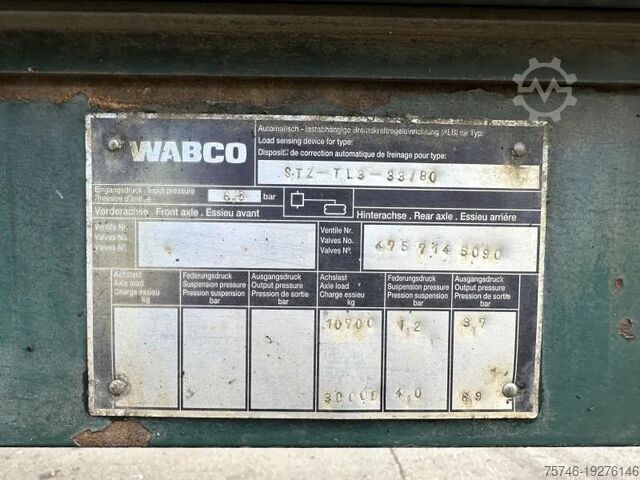 WABCO
Automatisch - lastabhängige Bremskraftregeleinrichtung (ALB) für Typ:
Load sensing device for type:
Dispositif de correction automatique de freinage pour type:
STZ-TL3-33/80
Eingangsdruck . Input pressure
Pression d'entrée
bar
Vorderachse . Front axle . Essieu avant
Hinterachse . Rear axle . Essieu arriére
Ventile Nr.
Valves No.
Valves N°.
Ventile Nr.
Valves No.
Valves N°.
475 714 5090
Achslast
Axle load
Charge essieu
kg
Federungsdruck
Suspension pressure
Pression suspension
bar
Ausgangsdruck
Output pressure
Pression de sortie
bar
Achslast
Axle load
Charge essieu
kg
Federungsdruck
Suspension pressure
Pression suspension
bar
Ausgangsdruck
Output pressure
Pression de sortie
bar
10700 1,2
30000 4,0 6,9
75746-19276146